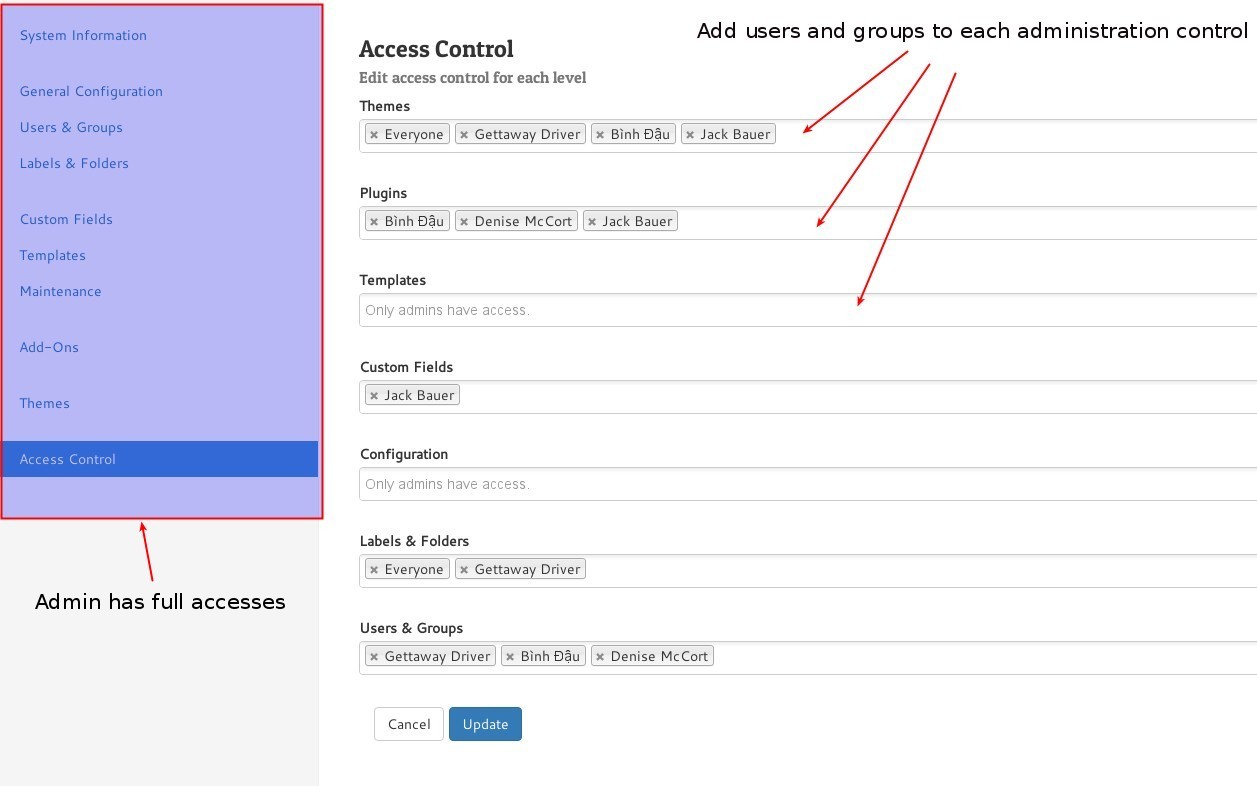 System Information
General Configuration
Users & Groups
Labels & Folders
Custom Fields
Templates
Maintenance
Add-Ons
Themes
Access Control
Admin has full accesses
Add users and groups to each administration control
Access Control
Edit access control for each level
Themes
× Everyone × Gettaway Driver × Bình Đậu × Jack Bauer
Plugins
× Bình Đậu × Denise McCort × Jack Bauer
Templates
Only admins have access.
Custom Fields
× Jack Bauer
Configuration
Only admins have access.
Labels & Folders
× Everyone × Gettaway Driver
Users & Groups
× Gettaway Driver × Bình Đậu × Denise McCort
Cancel Update